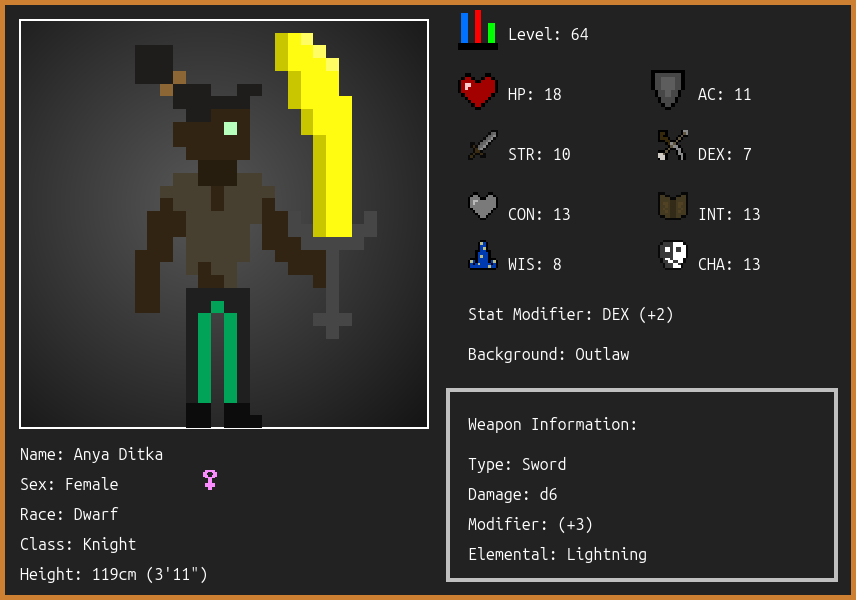 Level: 64
HP: 18
AC: 11
STR: 10
DEX: 7
CON: 13
INT: 13
WIS: 8
CHA: 13
Stat Modifier: DEX (+2)
Background: Outlaw
Weapon Information:
Type: Sword
Damage: d6
Modifier: (+3)
Elemental: Lightning
Name: Anya Ditka
Sex: Female
Race: Dwarf
Class: Knight
Height: 119cm (3'11")